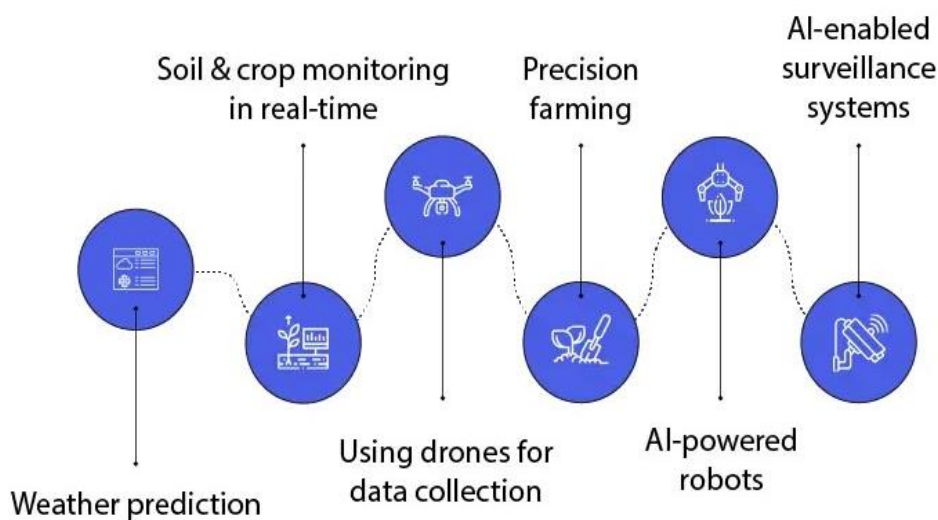 Weather prediction
Soil & crop monitoring
in real-time
Using drones for
data collection
Precision
farming
AI-powered
robots
AI-enabled
surveillance
systems